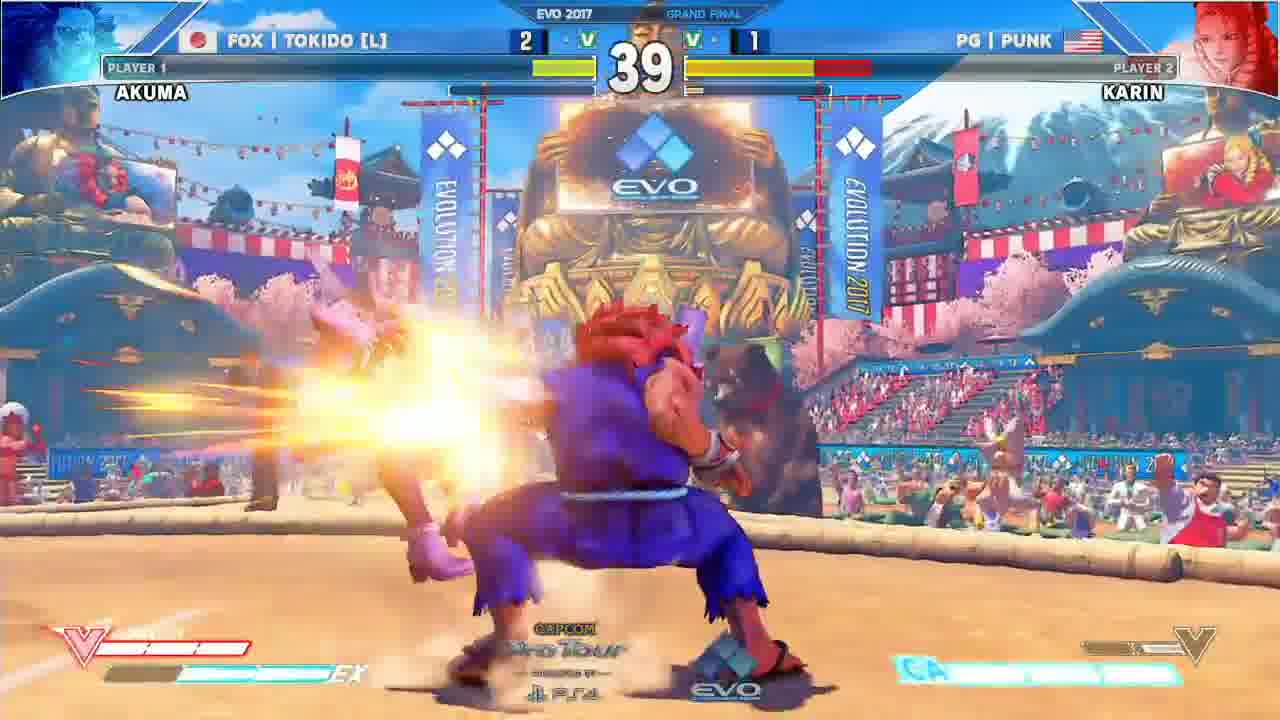 EVO 2017 GRAND FINAL
FOX | TOKIDO [L] 2 V 39 V 1 PG | PUNK
PLAYER 1 PLAYER 2
AKUMA KARIN
EVO
EVOLUTION 20
EVOLUTION 2017
V EX
CA V
CAPCOM
Pro Tour
PS4
EVO